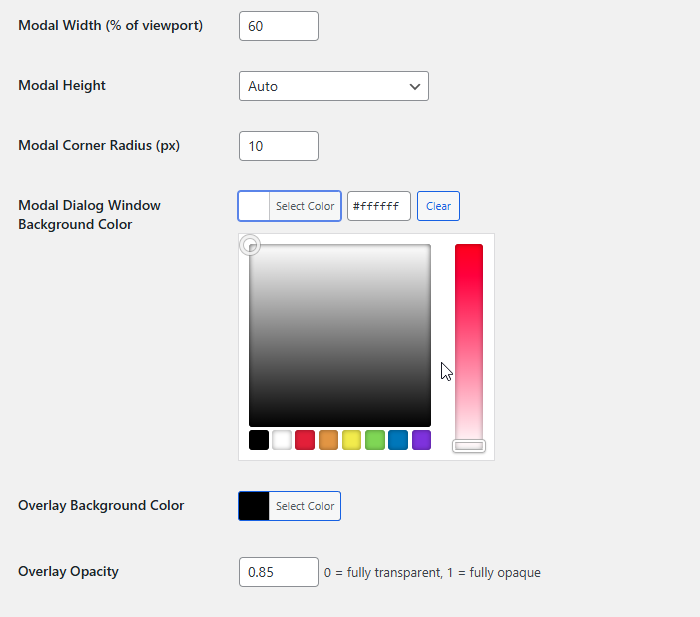 Modal Width (% of viewport)
60
Modal Height
Auto
Modal Corner Radius (px)
10
Modal Dialog Window
Background Color
Select Color
#ffffff
Clear
Overlay Background Color
Select Color
Overlay Opacity
0.85
0 = fully transparent, 1 = fully opaque